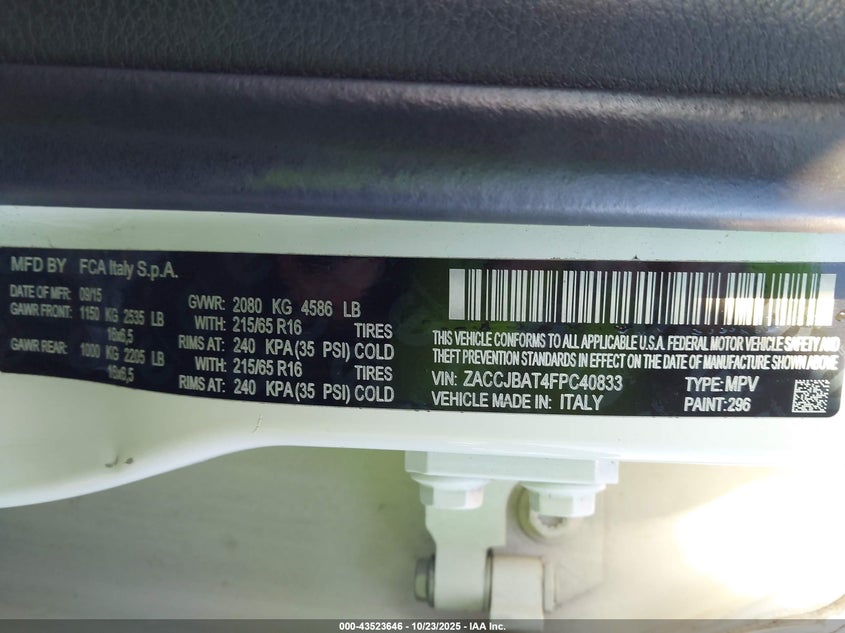 MFD BY FCA Italy S.p.A.
DATE OF MFR: 09/15
GAWR FRONT: 1150 KG 2535 LB
16x6,5
GAWR REAR: 1000 KG 2205 LB
16x6,5
GVWR: 2080 KG 4586 LB
WITH: 215/65 R16 TIRES
RIMS AT: 240 KPA(35 PSI) COLD
WITH: 215/65 R16 TIRES
RIMS AT: 240 KPA(35 PSI) COLD
THIS VEHICLE CONFORMS TO ALL APPLICABLE U.S.A. FEDERAL MOTOR VEHICLE SAFETY AND
THEFT PREVENTION STANDARDS IN EFFECT ON THE DATE OF MANUFACTURE SHOWN ABOVE
VIN: ZACCJBAT4FPC40833 TYPE: MPV
VEHICLE MADE IN: ITALY PAINT:296
000-43523646 - 10/23/2025 - IAA Inc.